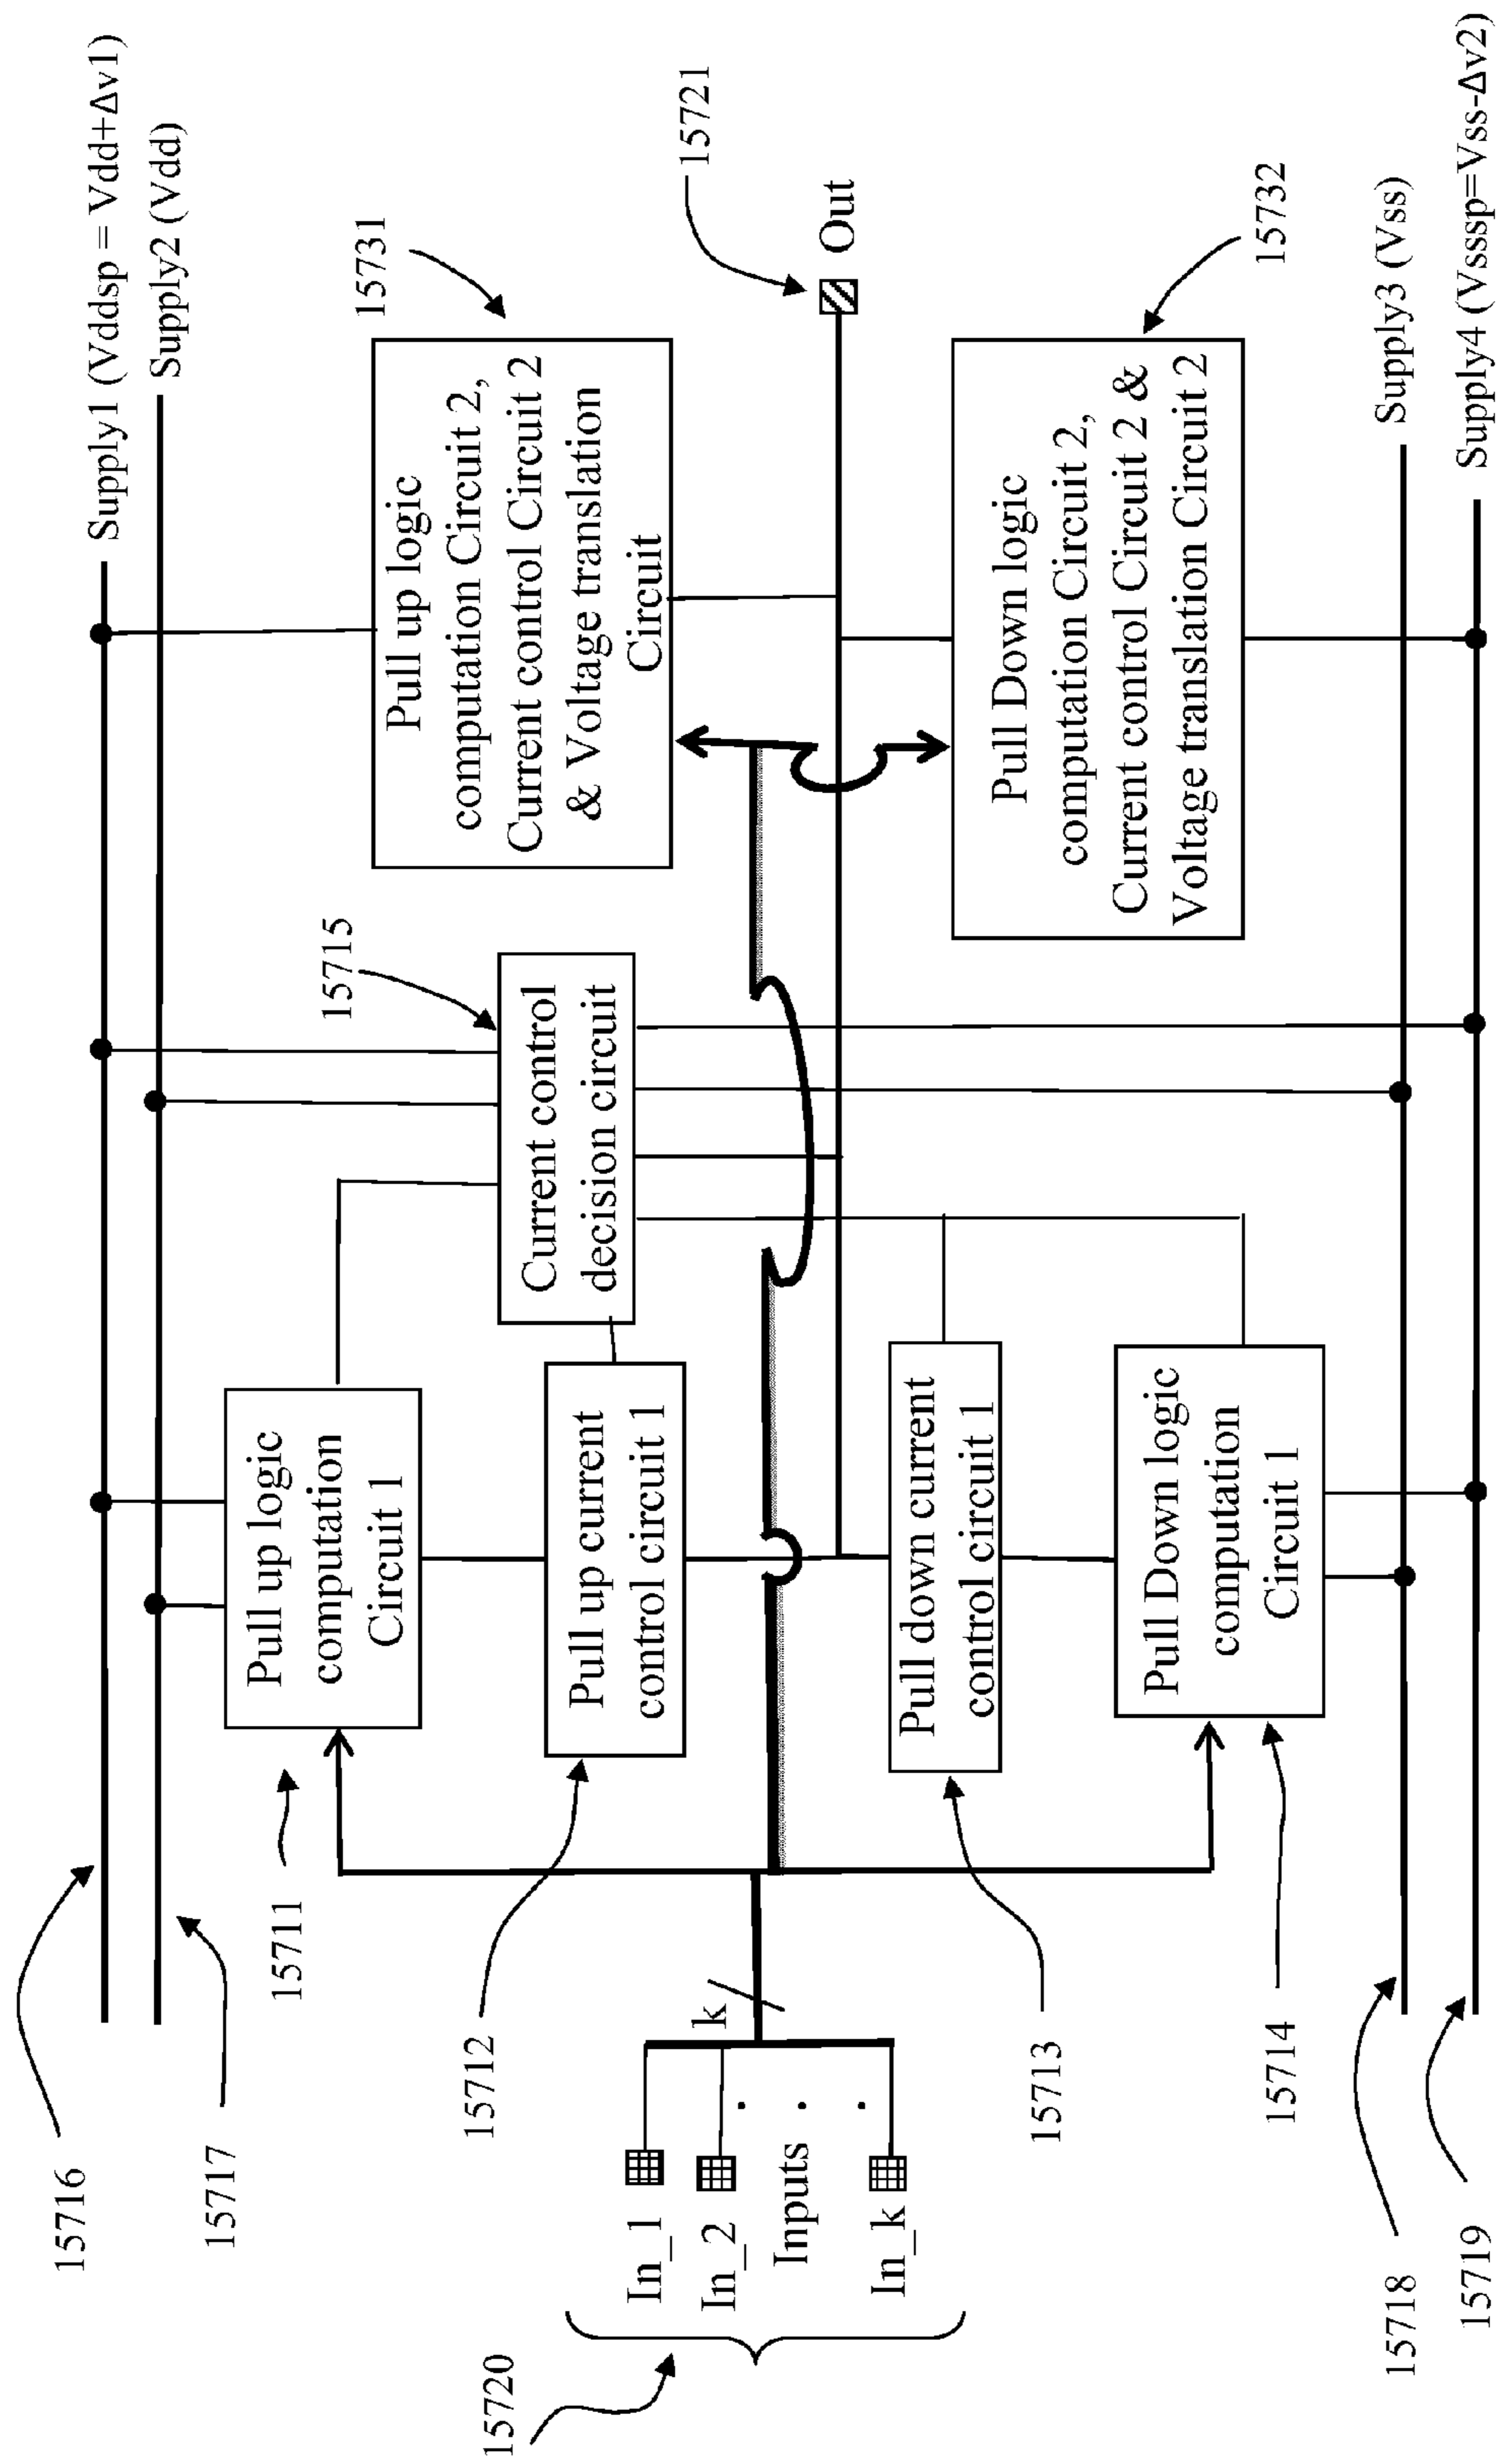 15716
Supply1 (Vddsp = Vdd+Δv1)
15717
Supply2 (Vdd)
15711
Pull up logic
computation
Circuit 1
15715
Current control
decision circuit
15731
Pull up logic
computation Circuit 2,
Current control Circuit 2
& Voltage translation
Circuit
15712
Pull up current
control circuit 1
15721
Out
15720
In_1
In_2
Inputs
. . .
In_k
k
15713
Pull down current
control circuit 1
15714
Pull Down logic
computation
Circuit 1
Pull Down logic
computation Circuit 2,
Current control Circuit 2 &
Voltage translation Circuit 2
15732
15718
Supply3 (Vss)
15719
Supply4 (Vsssp=Vss-Δv2)